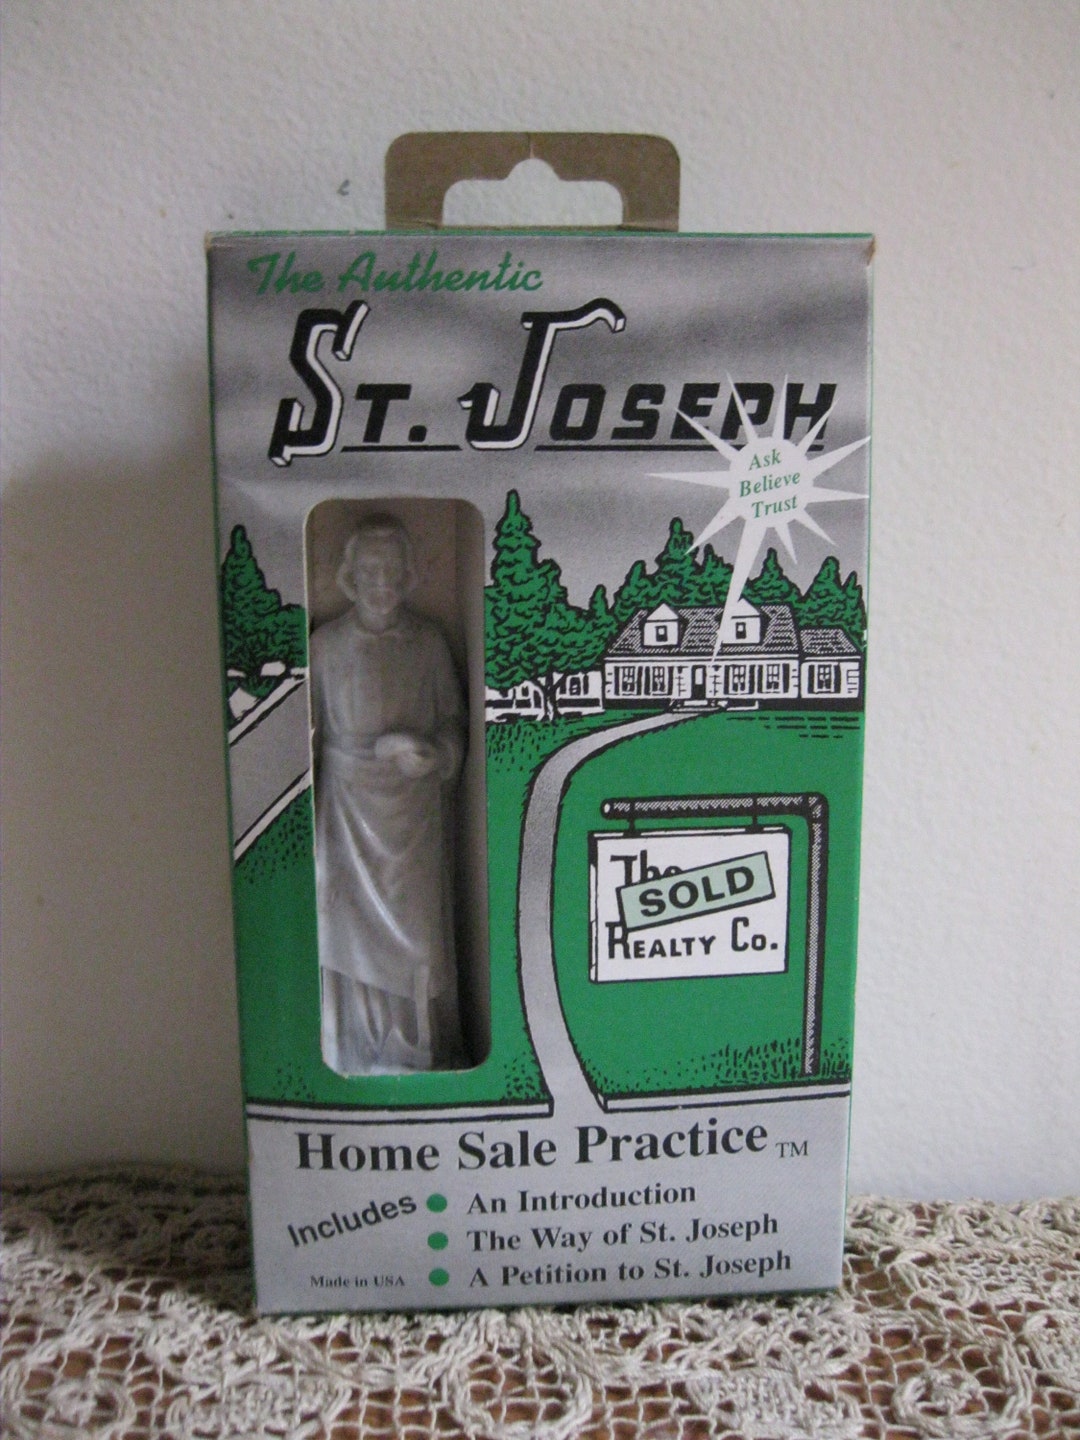 The Authentic
St. Joseph
Ask
Believe
Trust
The
SOLD
Realty Co.
Home Sale Practice TM
Includes
An Introduction
The Way of St. Joseph
A Petition to St. Joseph
Made in USA